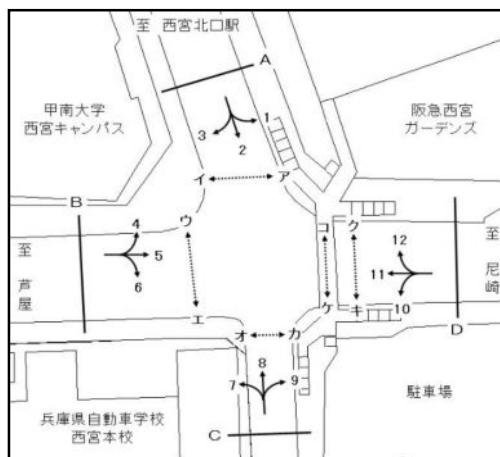 至 西宮北口駅
A
甲南大学
西宮キャンパス
阪急西宮
ガーデンズ
1
3
2
イ
ア
B
4
ウ
コ
ク
5
12
至 芦屋
至 尼崎
11
6
10
エ
ケ
キ
D
オ
カ
8
7
9
駐車場
兵庫県自動車学校
西宮本校
C